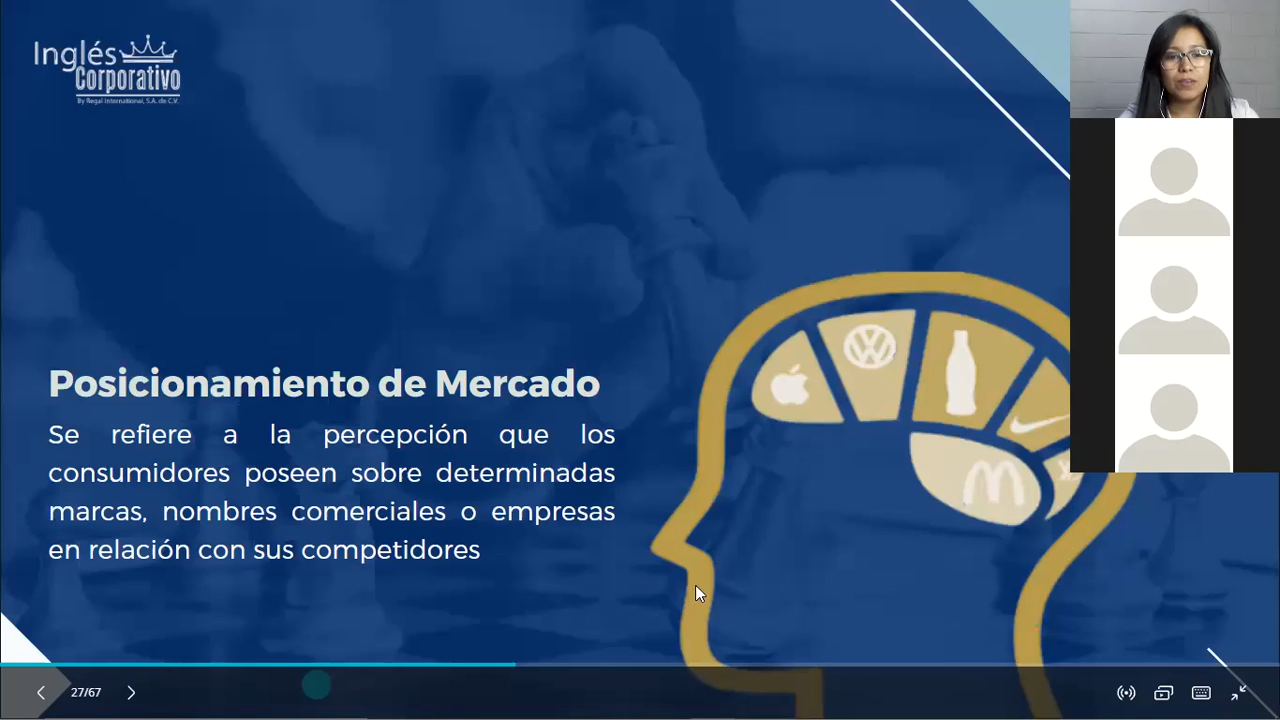 Inglés
Corporativo
By Regal International, S.A. de C.V.
Posicionamiento de Mercado
Se refiere a la percepción que los
consumidores poseen sobre determinadas
marcas, nombres comerciales o empresas
en relación con sus competidores
27/67